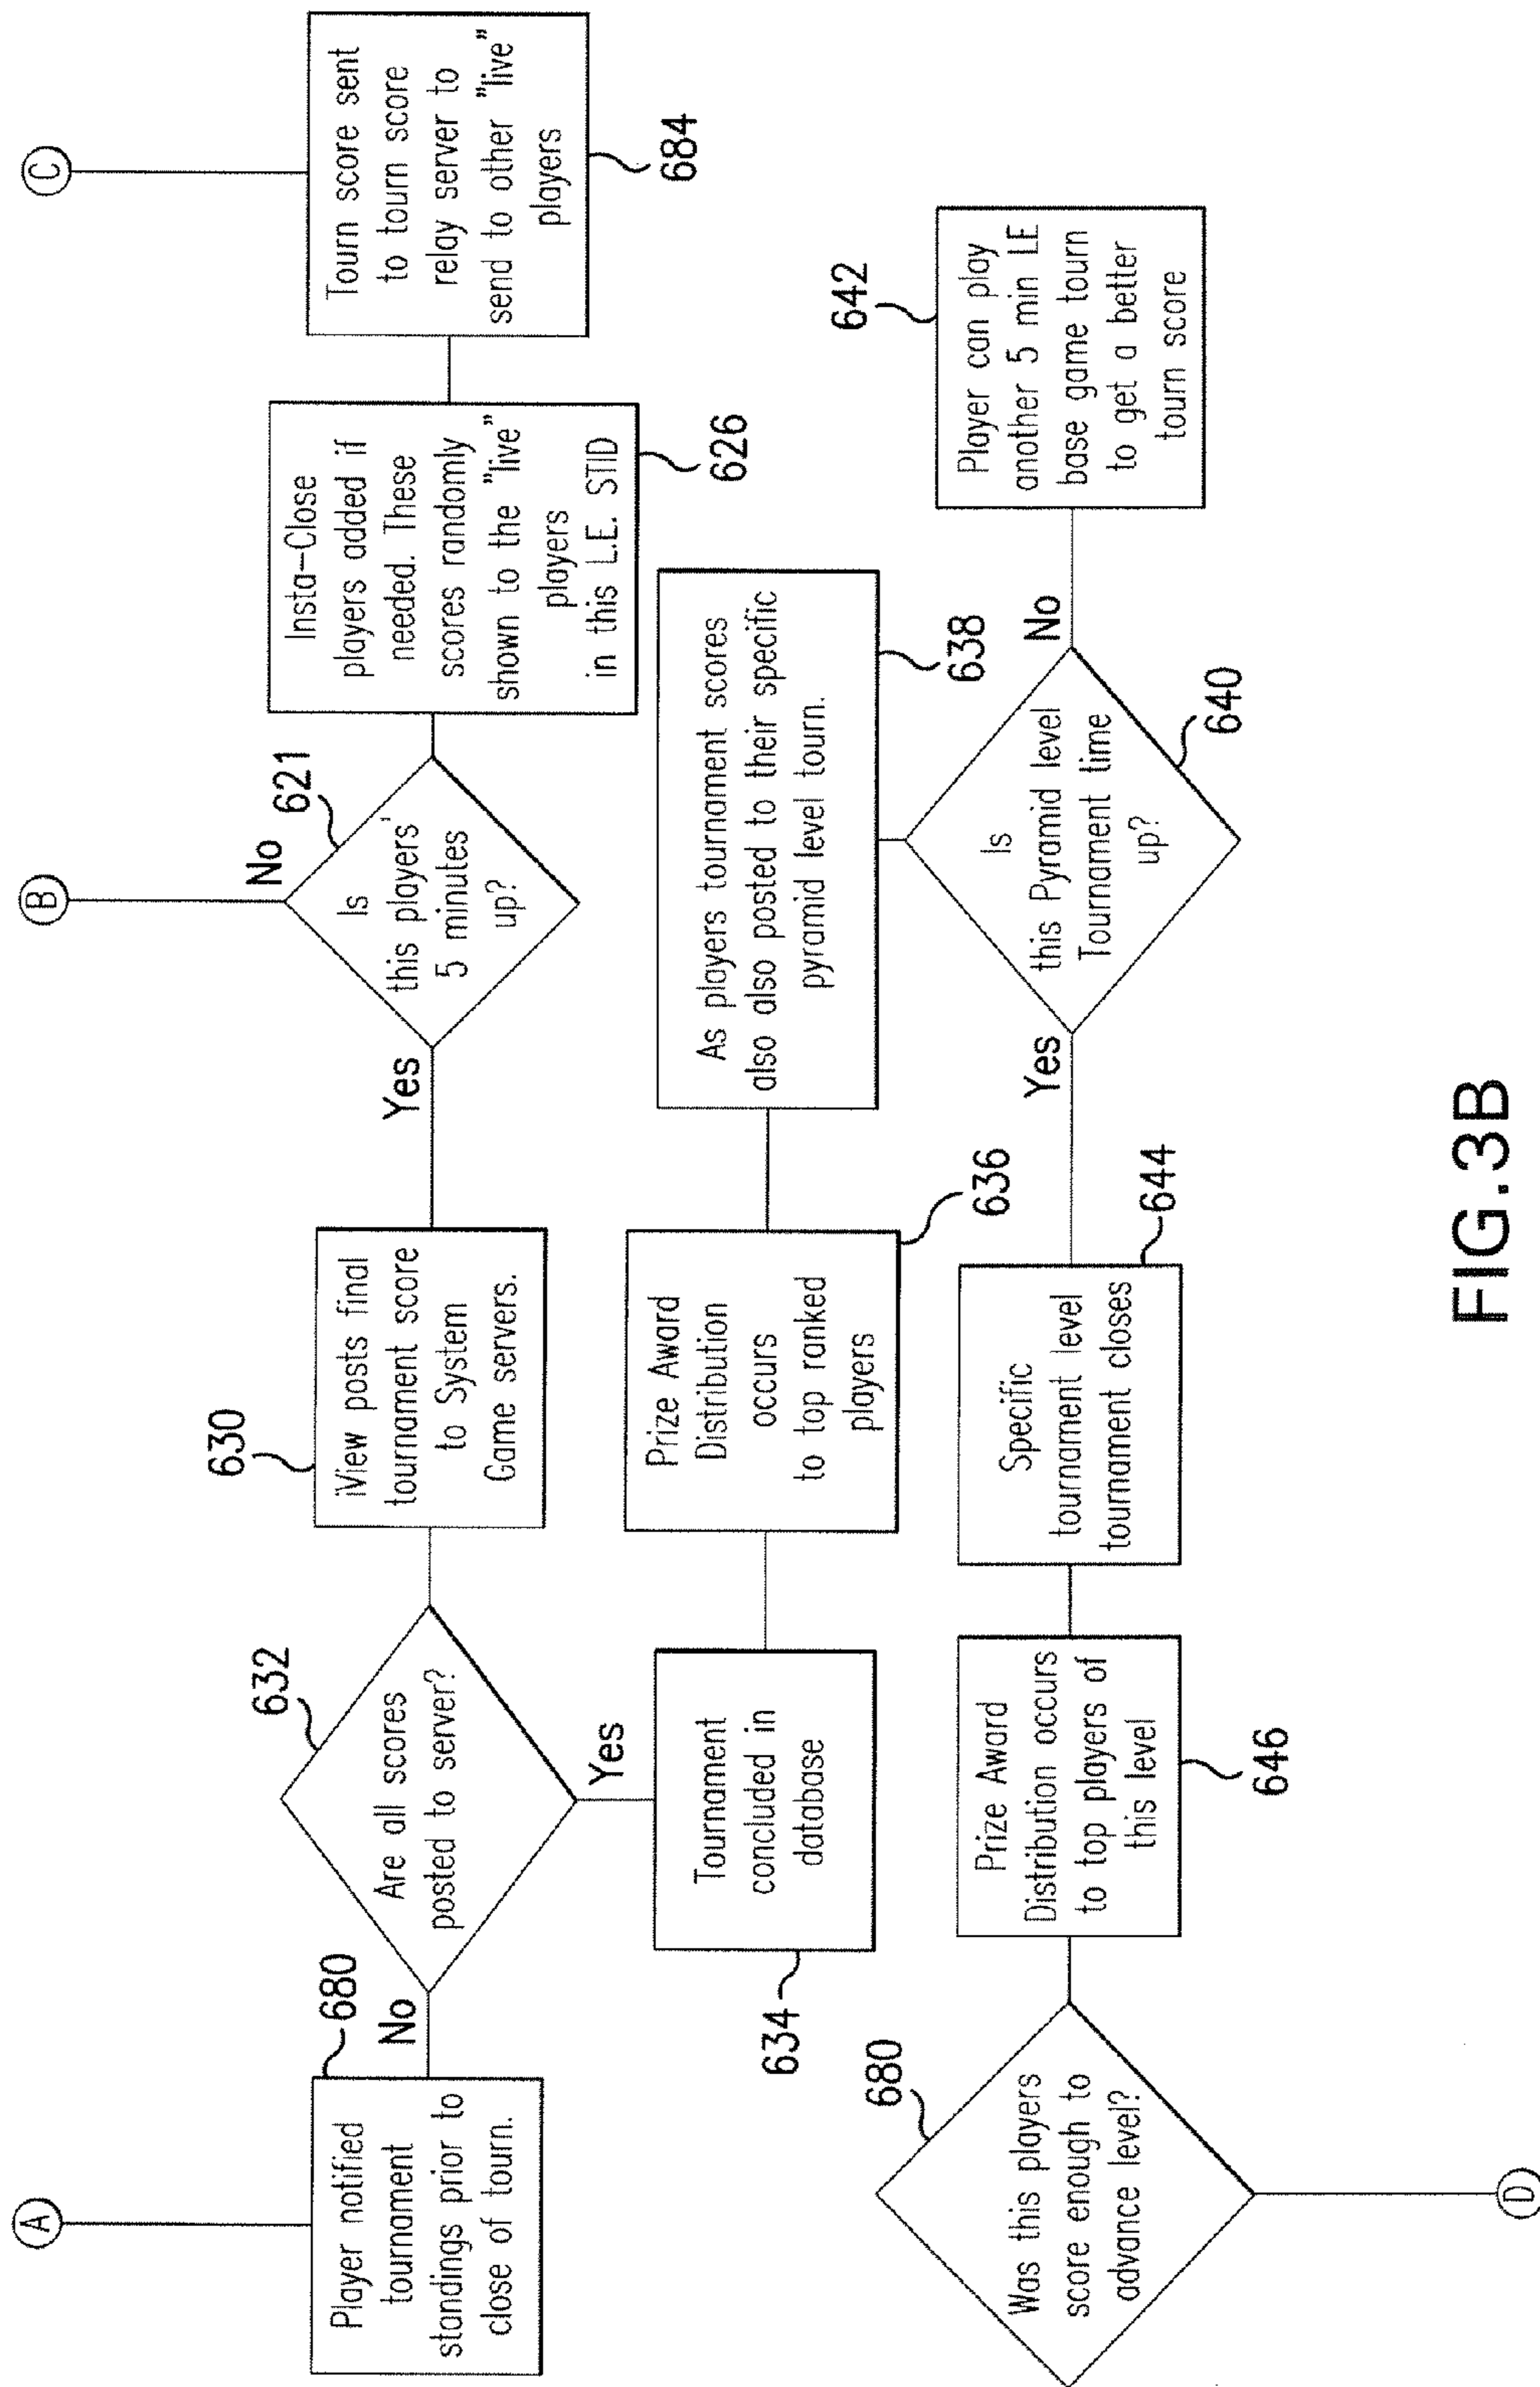 A
B
C
Player notified
tournament
standings prior to
close of tourn.
680
No
Are all scores
posted to server?
632
Yes
iView posts final
tournament score
to System
Game servers.
630
Yes
Is
this players'
5 minutes
up?
No
621
Insta-Close
players added if
needed. These
scores randomly
shown to the "live"
players
in this L.E. STID
626
Tourn score sent
to tourn score
relay server to
send to other "live"
players
684
Tournament
concluded in
database
634
Prize Award
Distribution
occurs
to top ranked
players
636
As players tournament scores
also also posted to their specific
pyramid level tourn.
638
Was this players
score enough to
advance level?
680
Prize Award
Distribution occurs
to top players of
this level
646
Specific
tournament level
tournament closes
644
Yes
Is
this Pyramid level
Tournament time
up?
640
No
Player can play
another 5 min LE
base game tourn
to get a better
tourn score
642
D
FIG.3B